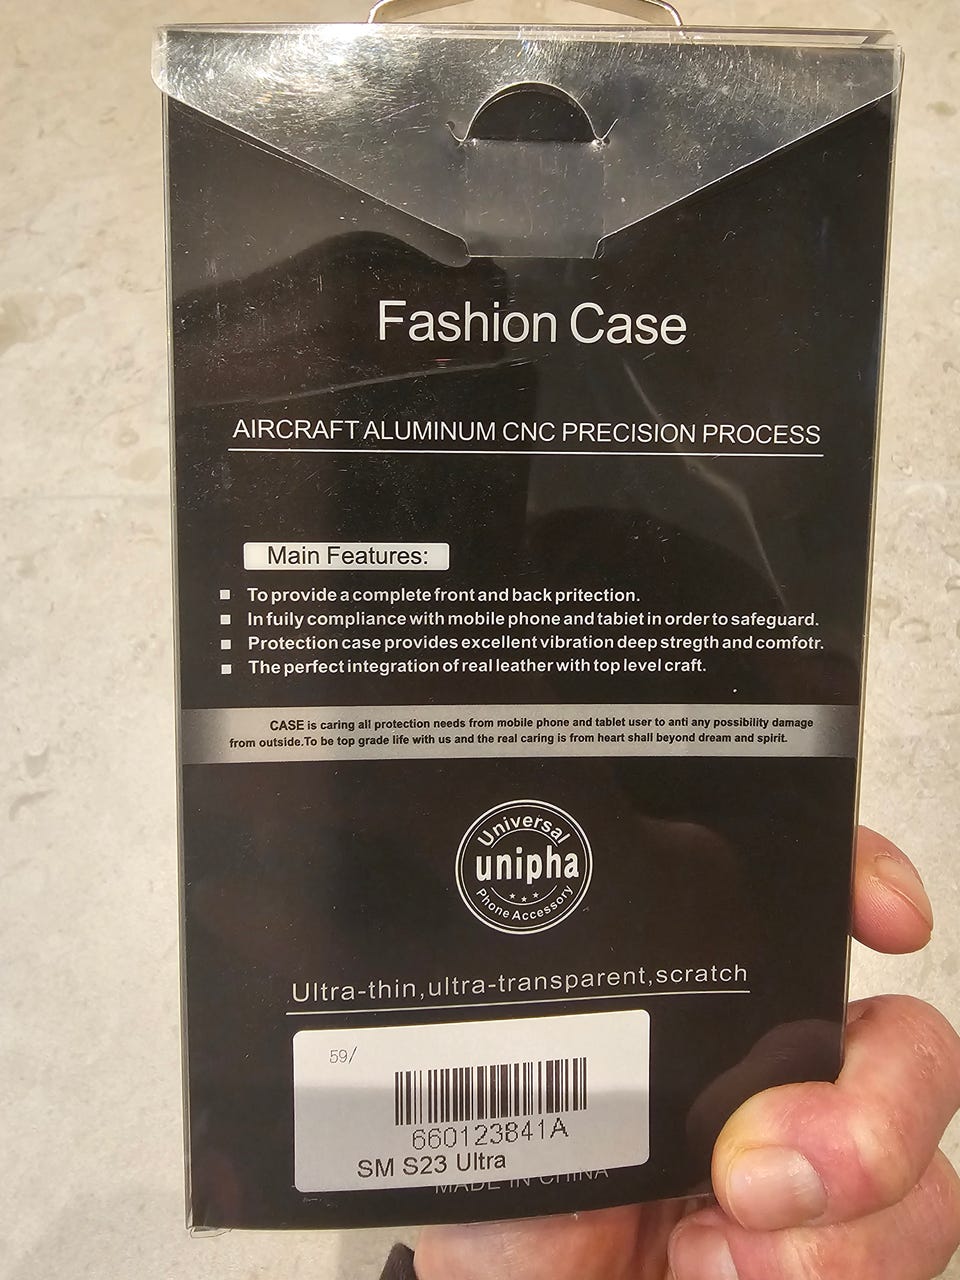 Fashion Case
AIRCRAFT ALUMINUM CNC PRECISION PROCESS
Main Features:
To provide a complete front and back pritection.
In fuily compliance with mobile phone and tabiet in order to safeguard.
Protection case provides excellent vibration deep stregth and comfotr.
The perfect integration of real leather with top level craft.
CASE is caring all protection needs from mobile phone and tablet user to anti any possibility damage
from outside.To be top grade life with us and the real caring is from heart shall beyond dream and spirit.
Universal
unipha
Phone Accessory
Ultra-thin,ultra-transparent,scratch
59/
660123841A
SM S23 Ultra
MADE IN CHINA